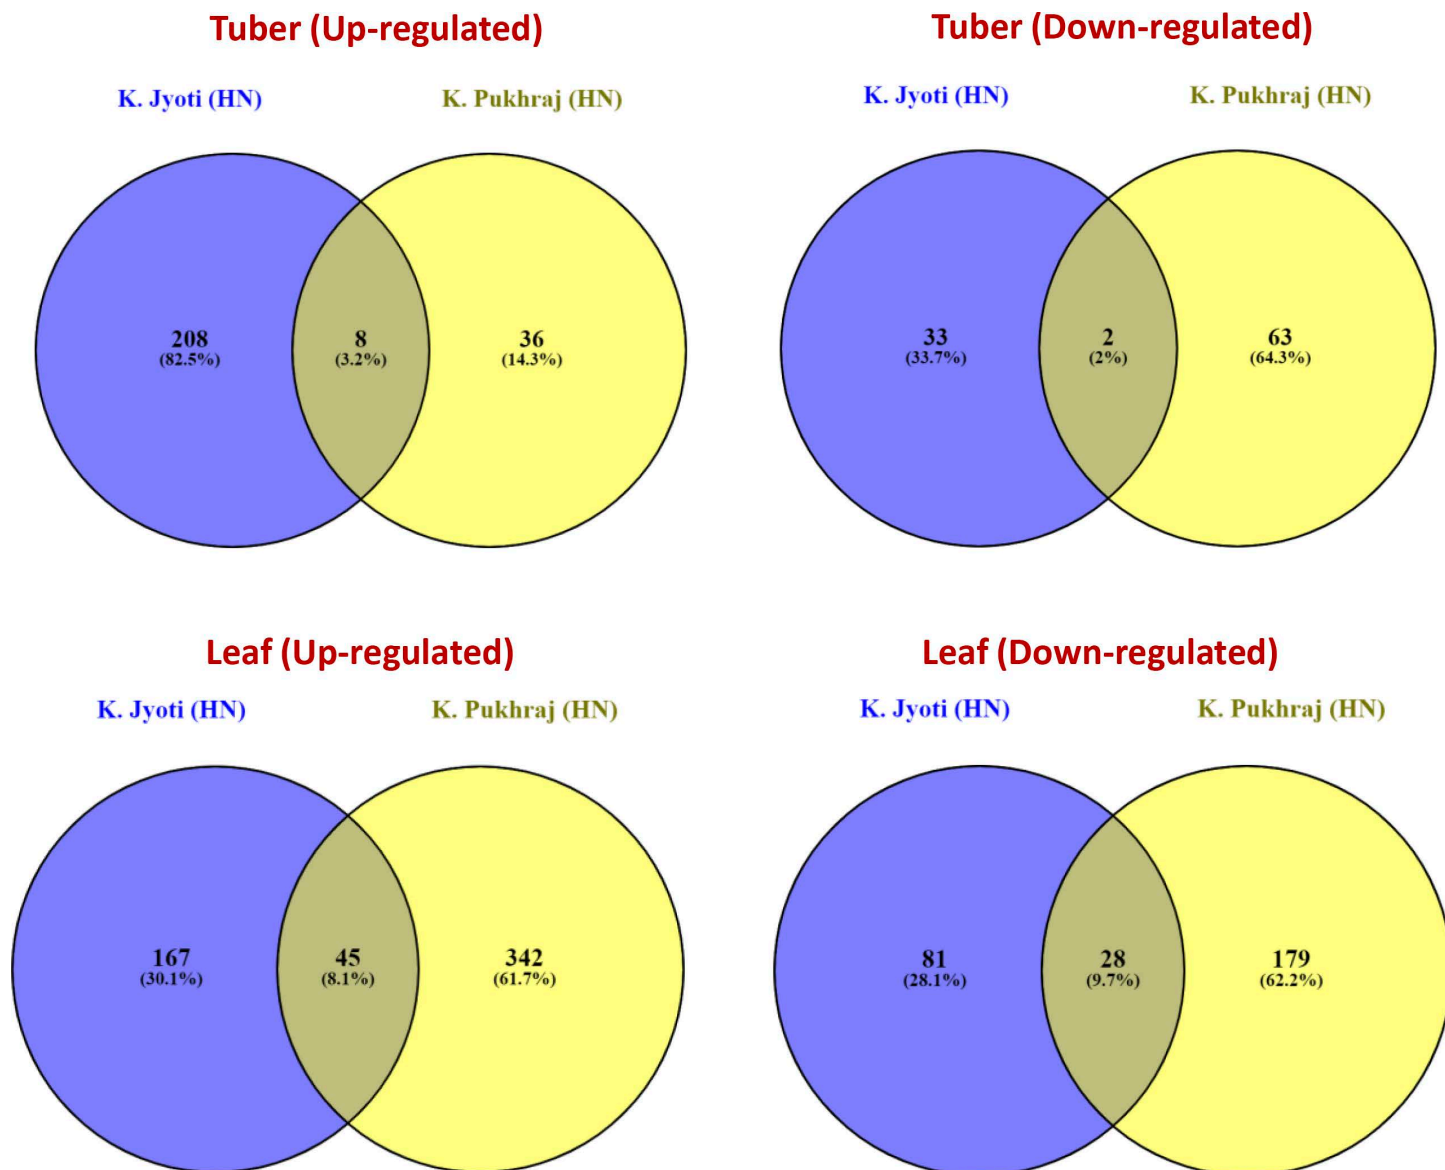 Tuber (Up-regulated)
K. Jyoti (HN)
K. Pukhraj (HN)
208
(82.5%)
8
(3.2%)
36
(14.3%)
Tuber (Down-regulated)
K. Jyoti (HN)
K. Pukhraj (HN)
33
(33.7%)
2
(2%)
63
(64.3%)
Leaf (Up-regulated)
K. Jyoti (HN)
K. Pukhraj (HN)
167
(30.1%)
45
(8.1%)
342
(61.7%)
Leaf (Down-regulated)
K. Jyoti (HN)
K. Pukhraj (HN)
81
(28.1%)
28
(9.7%)
179
(62.2%)